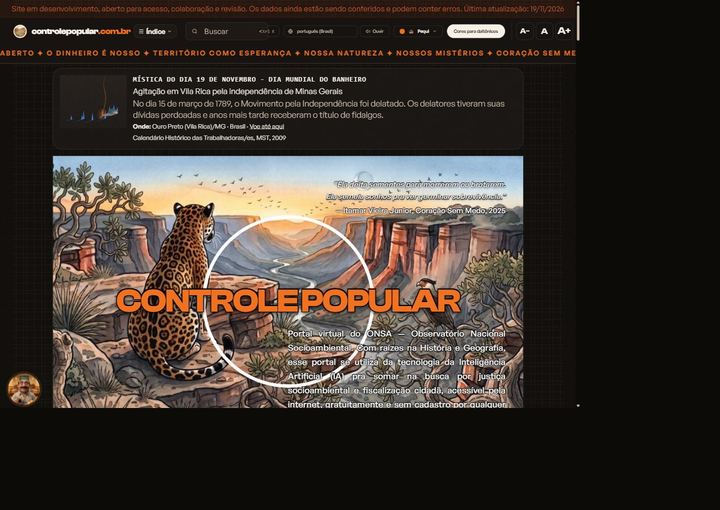 Site em desenvolvimento, aberto para acesso, colaboração e revisão. Os dados ainda estão sendo conferidos e podem conter erros. Última atualização: 19/11/2026
controlepopular.com.br
Índice
Buscar
Ctrl K
português (Brasil)
Ouvir
Pequi
Cores para daltônicos
A-
A
A+
ABERTO ✦ O DINHEIRO É NOSSO ✦ TERRITÓRIO COMO ESPERANÇA ✦ NOSSA NATUREZA ✦ NOSSOS MISTÉRIOS ✦ CORAÇÃO SEM ME
MÍSTICA DO DIA 19 DE NOVEMBRO - DIA MUNDIAL DO BANHEIRO
Agitação em Vila Rica pela Independência de Minas Gerais
No dia 15 de março de 1789, o Movimento pela Independência foi delatado. Os delatores tiveram suas
dívidas perdoadas e anos mais tarde receberam o título de fidalgos.
Onde: Ouro Preto (Vila Rica)/MG - Brasil - Voe até aqui
Calendário Histórico das Trabalhadoras/es, MST, 2009
"Ela deita sementes para morrerem ou brotarem.
Ela semeia sonhos pra ver germinar sobrevivência."
—Itamar Vieira Junior, Coração Sem Medo, 2025
CONTROLE POPULAR
Portal virtual do ONSA — Observatório Nacional
Socioambiental. Com raízes na História e Geografia,
esse portal se utiliza da tecnologia da Inteligência
Artificial (IA) pra somar na busca por justiça
socioambiental e fiscalização cidadã, acessível pela
internet, gratuitamente e sem cadastro por qualquer